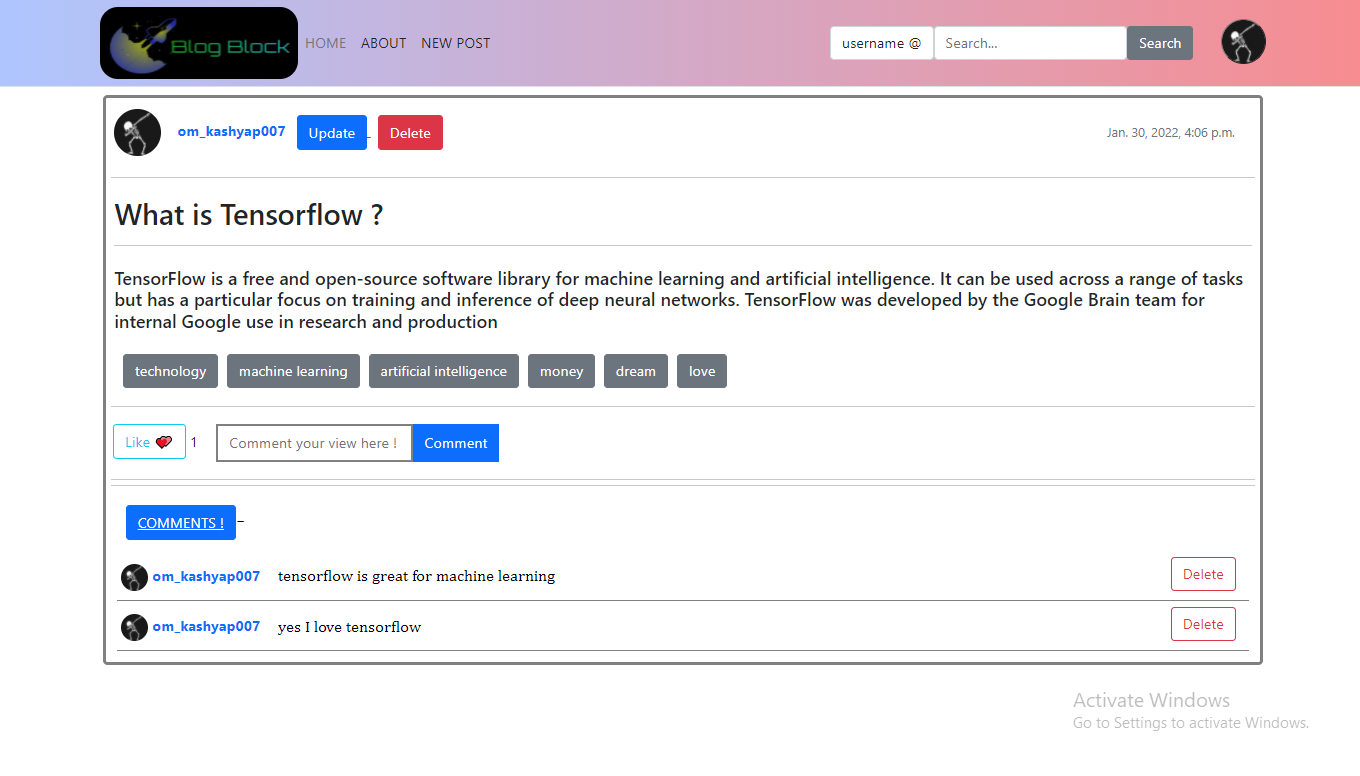 Blog Block HOME ABOUT NEW POST username @ Search... Search
om_kashyap007 Update Delete Jan. 30, 2022, 4:06 p.m.
What is Tensorflow ?
TensorFlow is a free and open-source software library for machine learning and artificial intelligence. It can be used across a range of tasks
but has a particular focus on training and inference of deep neural networks. TensorFlow was developed by the Google Brain team for
internal Google use in research and production
technology machine learning artificial intelligence money dream love
Like 1 Comment your view here ! Comment
COMMENTS ! -
om_kashyap007 tensorflow is great for machine learning Delete
om_kashyap007 yes I love tensorflow Delete
Activate Windows
Go to Settings to activate Windows.